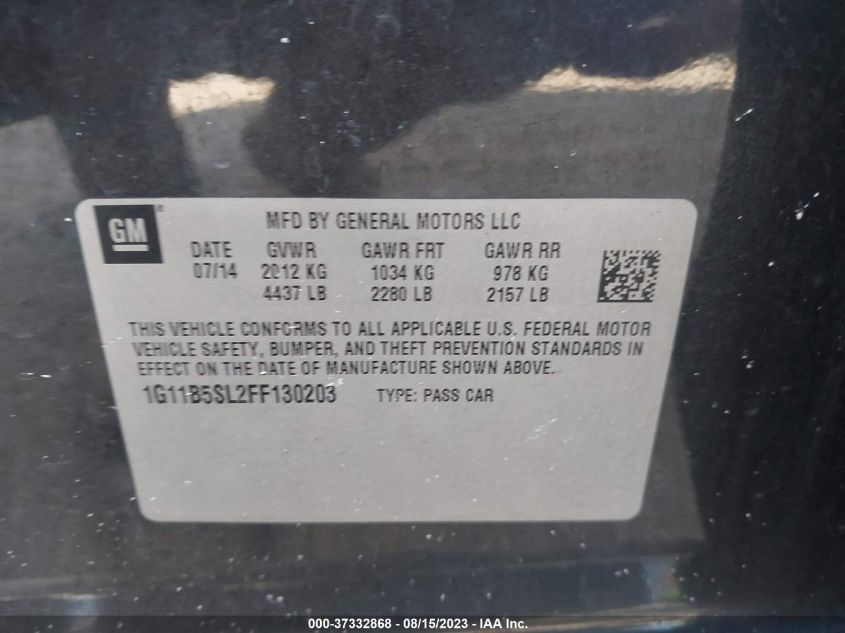 GM®
MFD BY GENERAL MOTORS LLC
DATE GVWR GAWR FRT GAWR RR
07/14 2012 KG 1034 KG 978 KG
4437 LB 2280 LB 2157 LB
THIS VEHICLE CONFORMS TO ALL APPLICABLE U.S. FEDERAL MOTOR
VEHICLE SAFETY, BUMPER, AND THEFT PREVENTION STANDARDS IN
EFFECT ON THE DATE OF MANUFACTURE SHOWN ABOVE.
1G11B5SL2FF130203 TYPE: PASS CAR
000-37332868 - 08/15/2023 - IAA Inc.